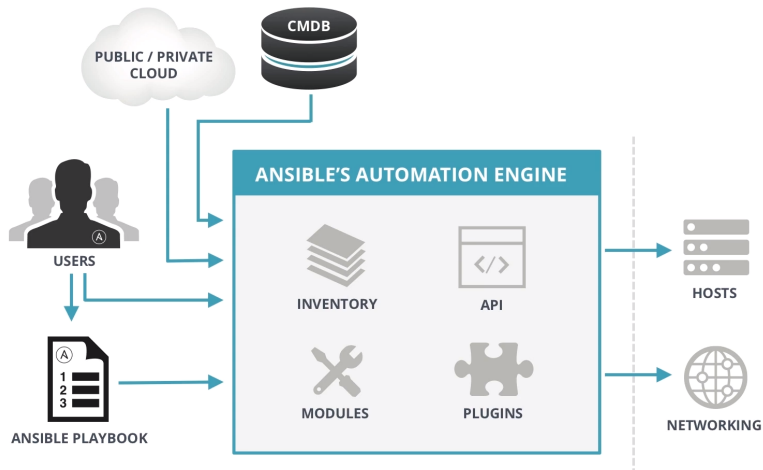 CMDB
PUBLIC / PRIVATE
CLOUD
ANSIBLE'S AUTOMATION ENGINE
A
USERS
</>
INVENTORY
API
HOSTS
A
1
2
3
MODULES
PLUGINS
NETWORKING
ANSIBLE PLAYBOOK